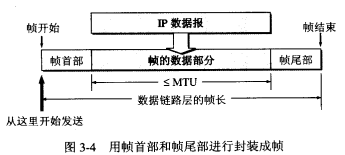 IP 数据报
帧开始
帧结束
帧首部
帧的数据部分
帧尾部
≤ MTU
数据链路层的帧长
从这里开始发送
图 3-4 用帧首部和帧尾部进行封装成帧